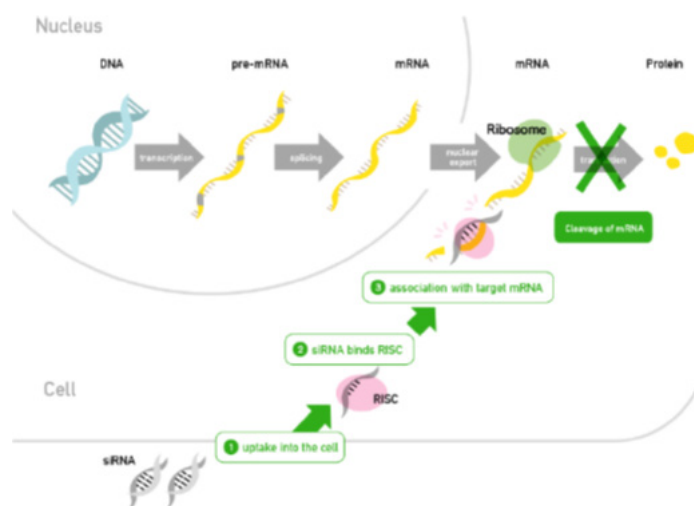 Nucleus
DNA
pre-mRNA
mRNA
mRNA
Protein
Ribosome
transcription
splicing
nuclear
export
Cleavage of mRNA
3 association with target mRNA
2 siRNA binds RISC
Cell
RISC
1 uptake into the cell
siRNA